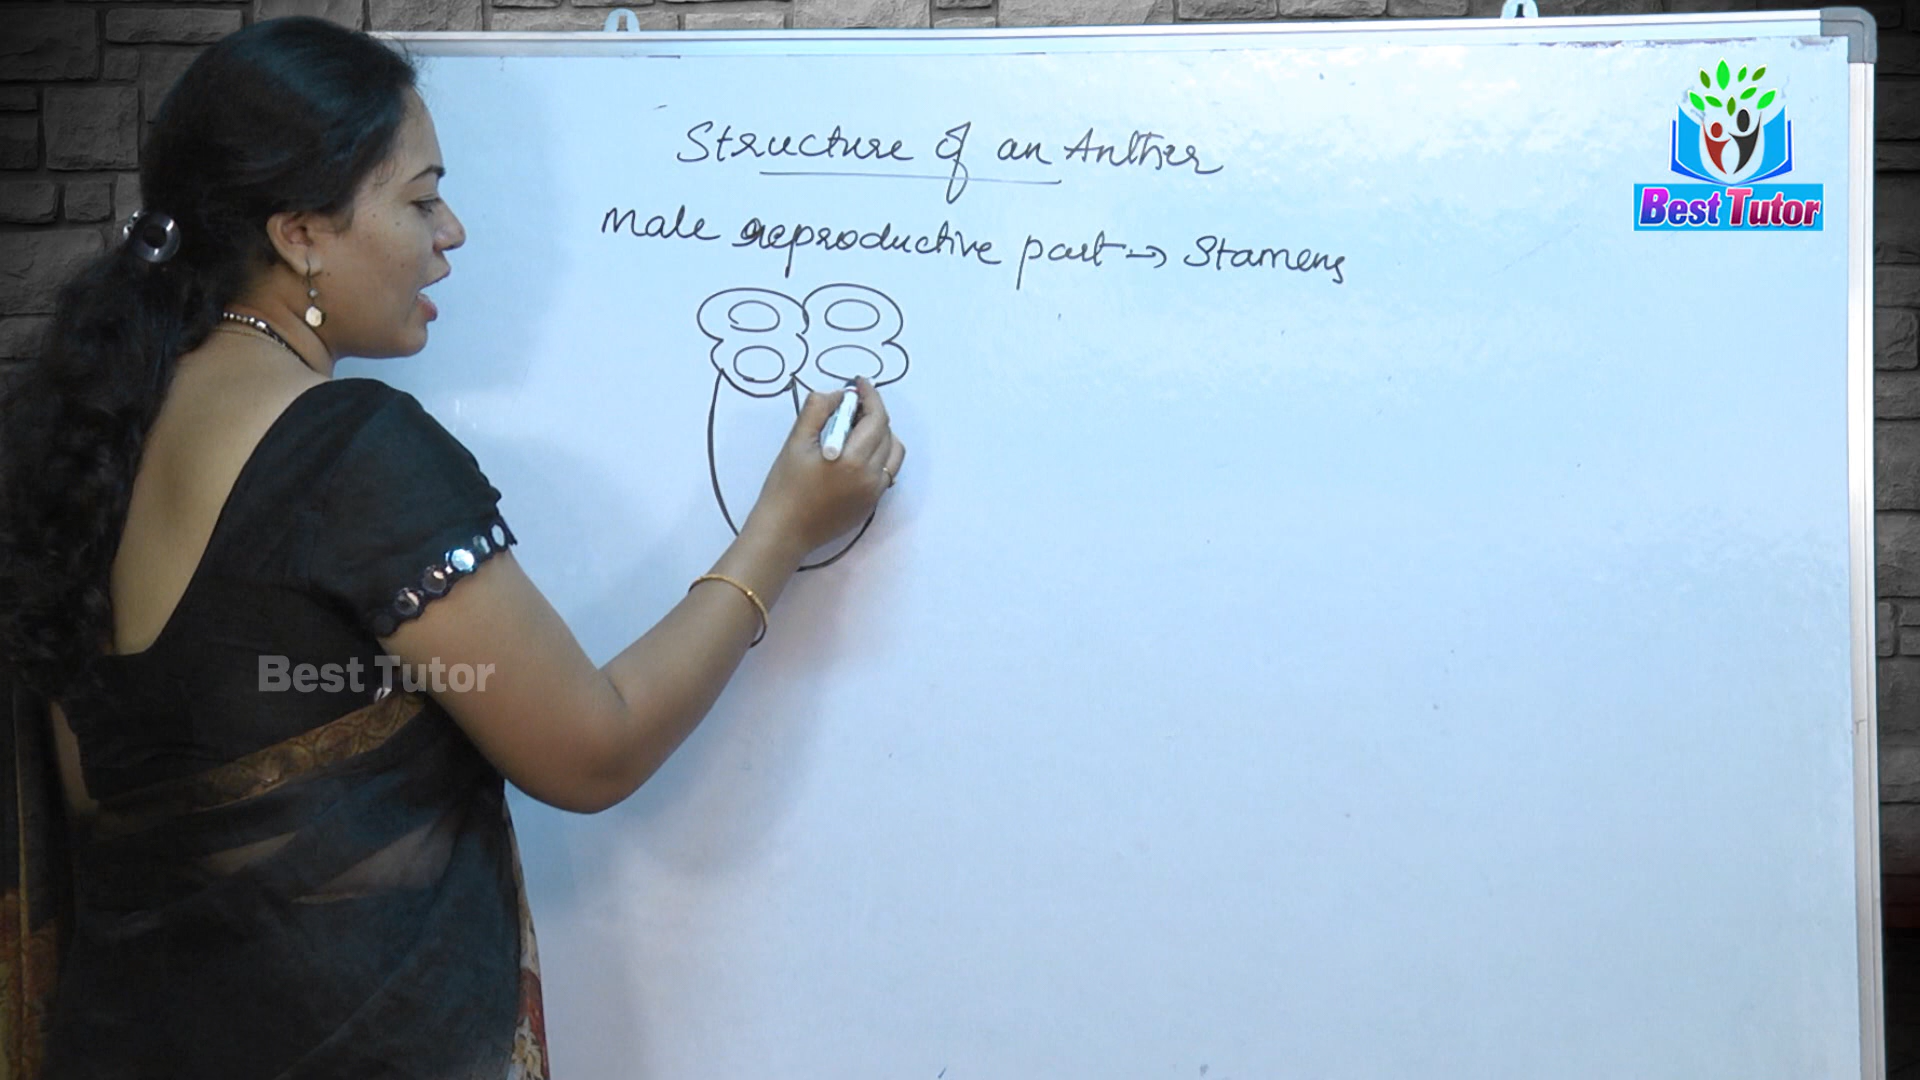 Structure of an Anther
Male reproductive part → Stamens
Best Tutor
Best Tutor